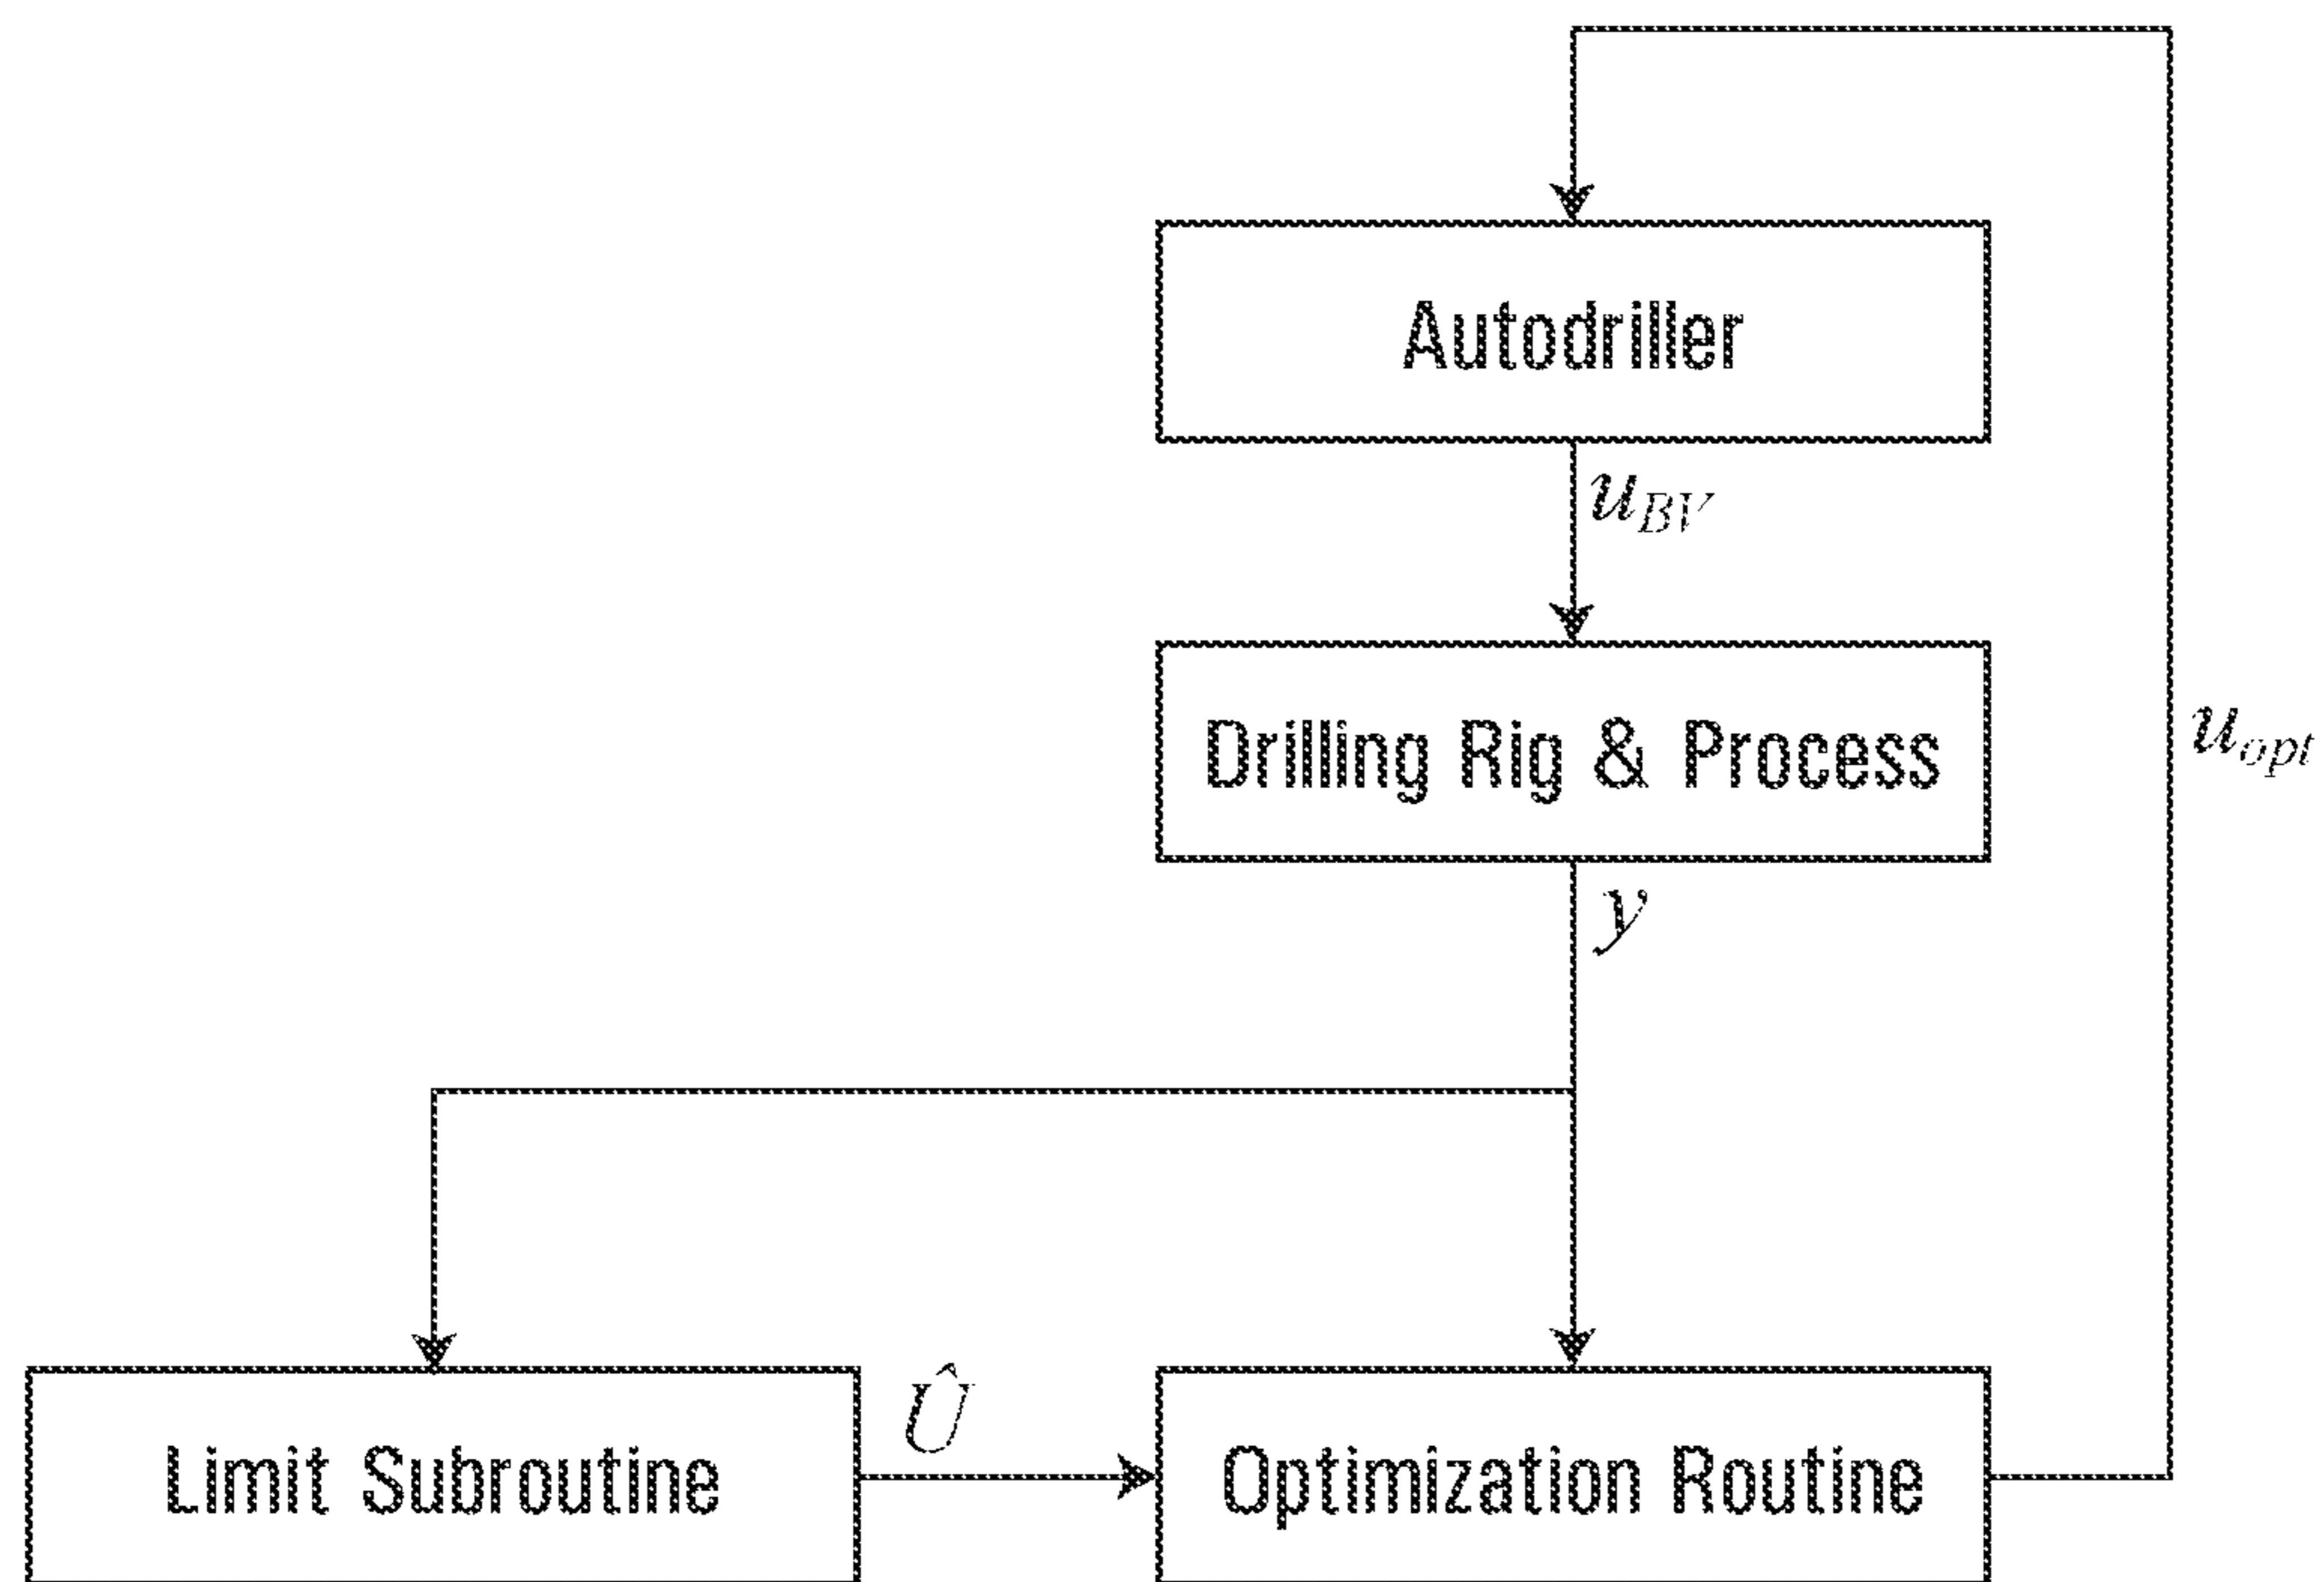 Autodriller
u_BV
Drilling Rig & Process
u_opt
y
Û
Limit Subroutine
Optimization Routine